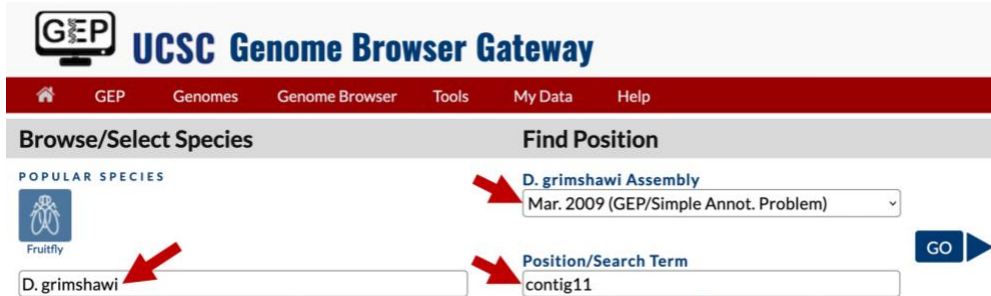 GEP UCSC Genome Browser Gateway
GEP Genomes Genome Browser Tools My Data Help
Browse/Select Species
Find Position
POPULAR SPECIES
Fruitfly
D. grimshawi
D. grimshawi Assembly
Mar. 2009 (GEP/Simple Annot. Problem)
Position/Search Term
contig11
GO